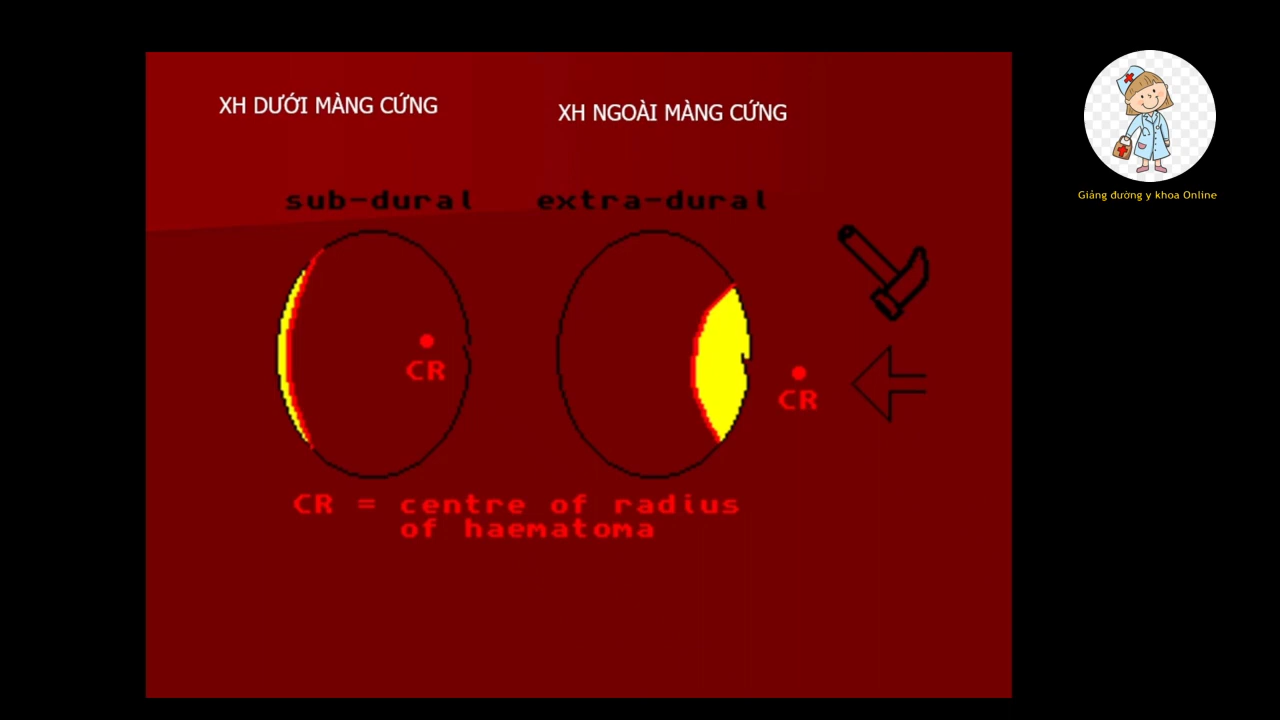 XH DƯỚI MÀNG CỨNG
XH NGOÀI MÀNG CỨNG
sub-dural
extra-dural
CR
CR
CR = centre of radius
of haematoma
Giảng đường y khoa Online